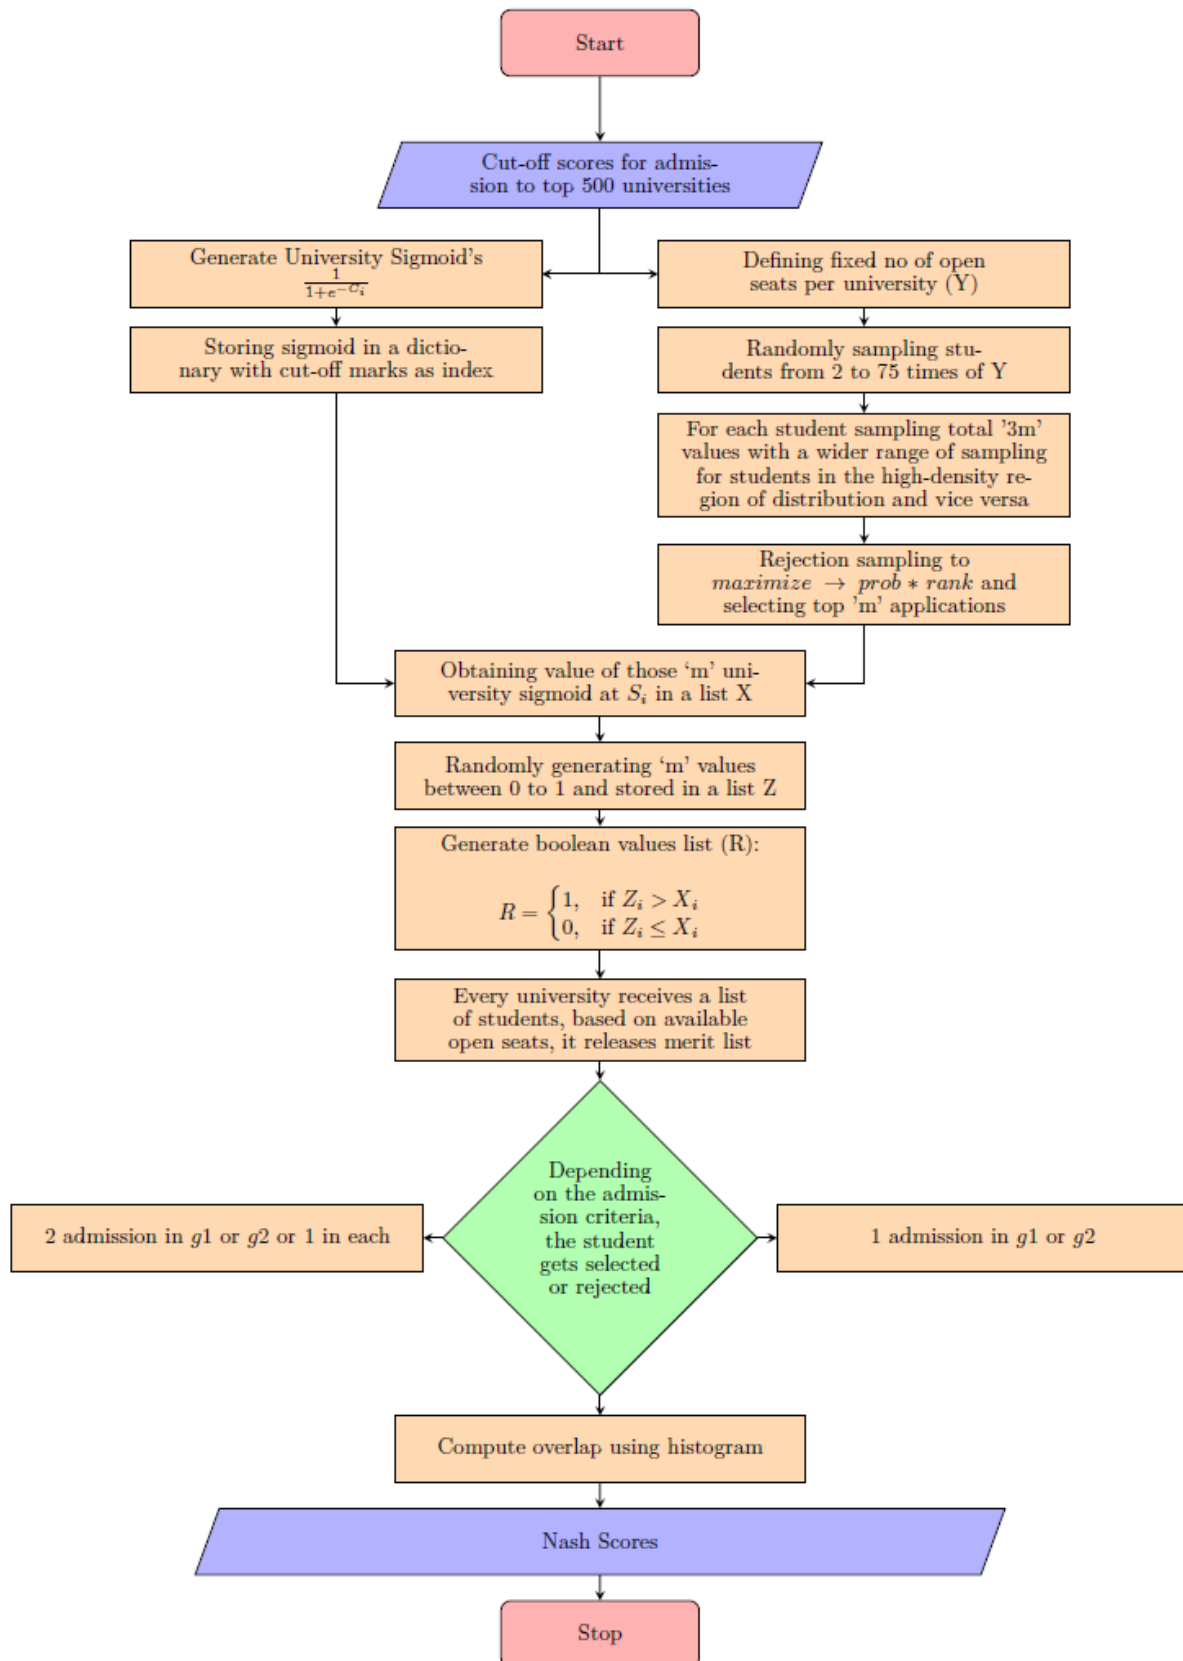 Start
Cut-off scores for admis-
sion to top 500 universities
Generate University Sigmoid's
1
1+e^{-C_i}
Storing sigmoid in a dictio-
nary with cut-off marks as index
Defining fixed no of open
seats per university (Y)
Randomly sampling stu-
dents from 2 to 75 times of Y
For each student sampling total '3m'
values with a wider range of sampling
for students in the high-density re-
gion of distribution and vice versa
Rejection sampling to
maximize → prob * rank and
selecting top 'm' applications
Obtaining value of those ‘m’ uni-
versity sigmoid at S_i in a list X
Randomly generating ‘m’ values
between 0 to 1 and stored in a list Z
Generate boolean values list (R):
R = { 1, if Z_i > X_i
0, if Z_i ≤ X_i
Every university receives a list
of students, based on available
open seats, it releases merit list
Depending
on the admis-
sion criteria,
the student
gets selected
or rejected
2 admission in g1 or g2 or 1 in each
1 admission in g1 or g2
Compute overlap using histogram
Nash Scores
Stop